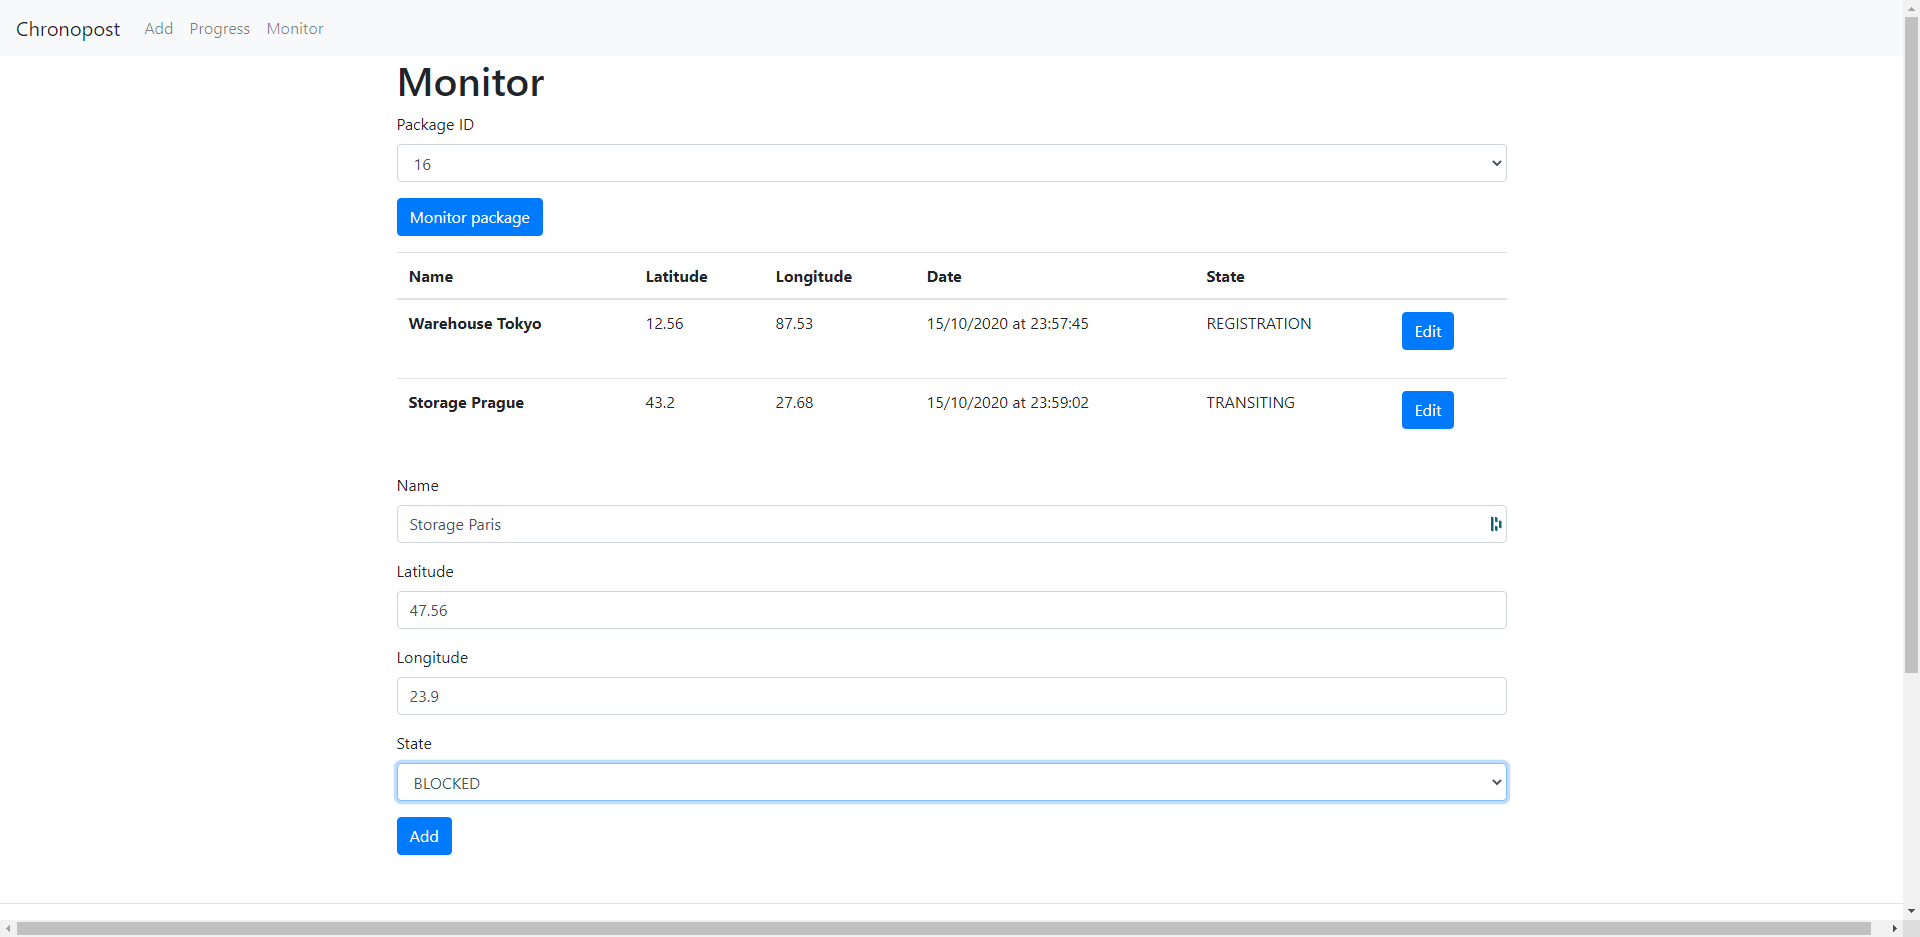 Chronopost Add Progress Monitor
Monitor
Package ID
16
Monitor package
Name Latitude Longitude Date State
Warehouse Tokyo 12.56 87.53 15/10/2020 at 23:57:45 REGISTRATION Edit
Storage Prague 43.2 27.68 15/10/2020 at 23:59:02 TRANSITING Edit
Name
Storage Paris
Latitude
47.56
Longitude
23.9
State
BLOCKED
Add